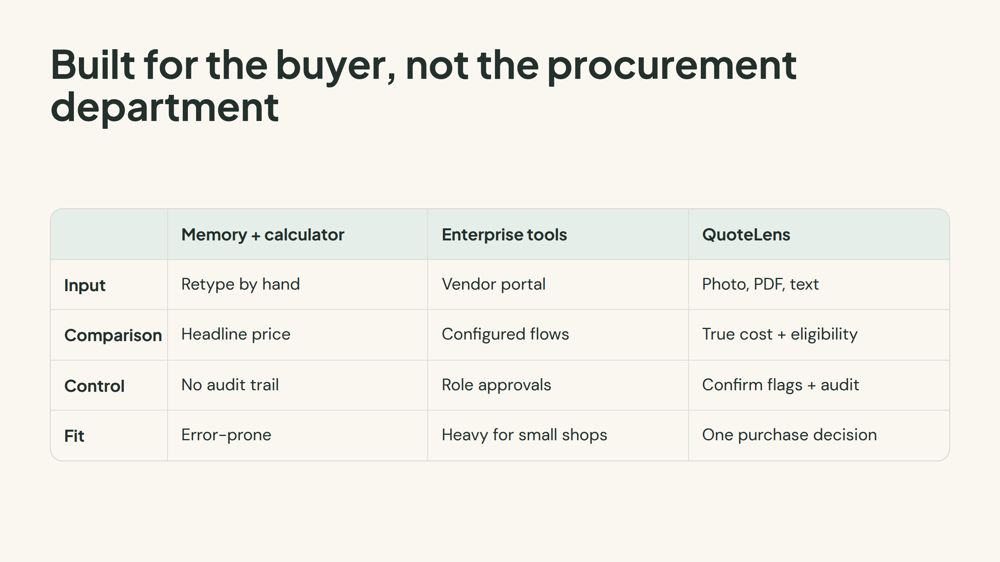 Built for the buyer, not the procurement
department
Memory + calculator Enterprise tools QuoteLens
Input Retype by hand Vendor portal Photo, PDF, text
Comparison Headline price Configured flows True cost + eligibility
Control No audit trail Role approvals Confirm flags + audit
Fit Error-prone Heavy for small shops One purchase decision